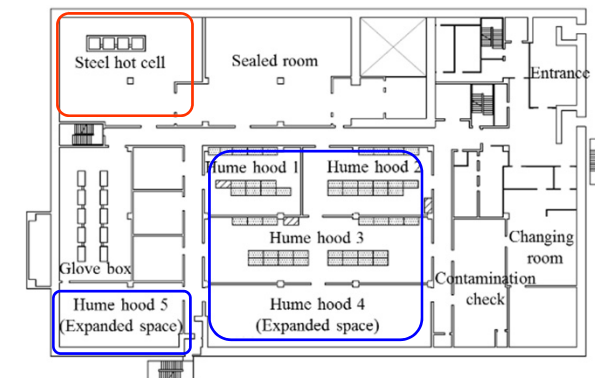 Steel hot cell
Sealed room
Entrance
Hume hood 1
Hume hood 2
Hume hood 3
Glove box
Changing
room
Contamination
check
Hume hood 5
(Expanded space)
Hume hood 4
(Expanded space)